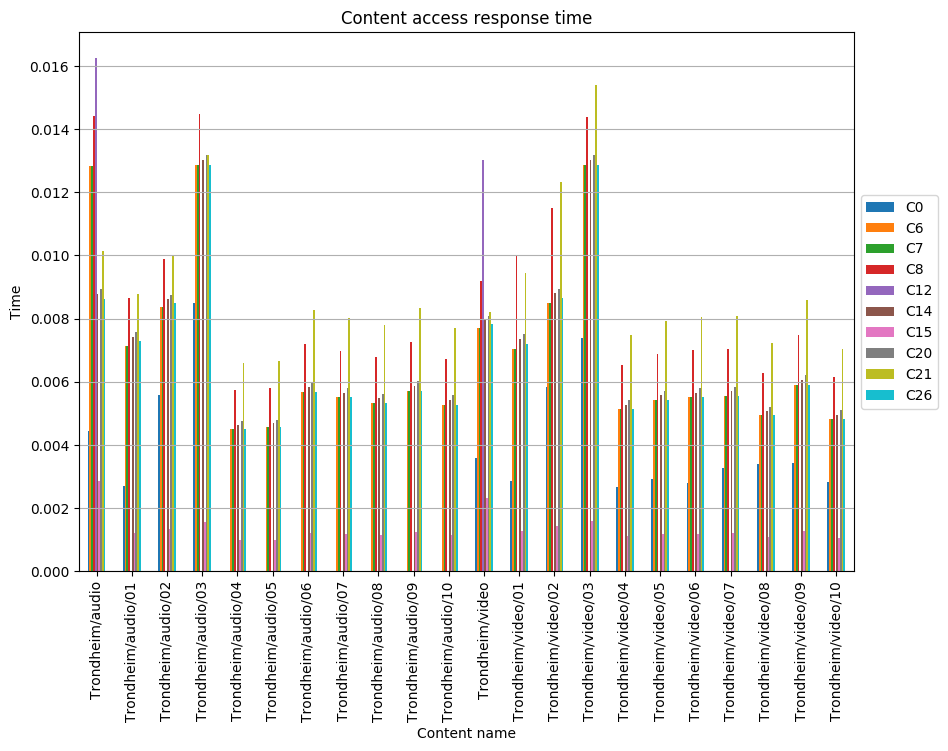 Content access response time
Time
0.016
0.014
0.012
0.010
0.008
0.006
0.004
0.002
0.000
C0
C6
C7
C8
C12
C14
C15
C20
C21
C26
Trondheim/audio
Trondheim/audio/01
Trondheim/audio/02
Trondheim/audio/03
Trondheim/audio/04
Trondheim/audio/05
Trondheim/audio/06
Trondheim/audio/07
Trondheim/audio/08
Trondheim/audio/09
Trondheim/audio/10
Trondheim/video
Trondheim/video/01
Trondheim/video/02
Trondheim/video/03
Trondheim/video/04
Trondheim/video/05
Trondheim/video/06
Trondheim/video/07
Trondheim/video/08
Trondheim/video/09
Trondheim/video/10
Content name